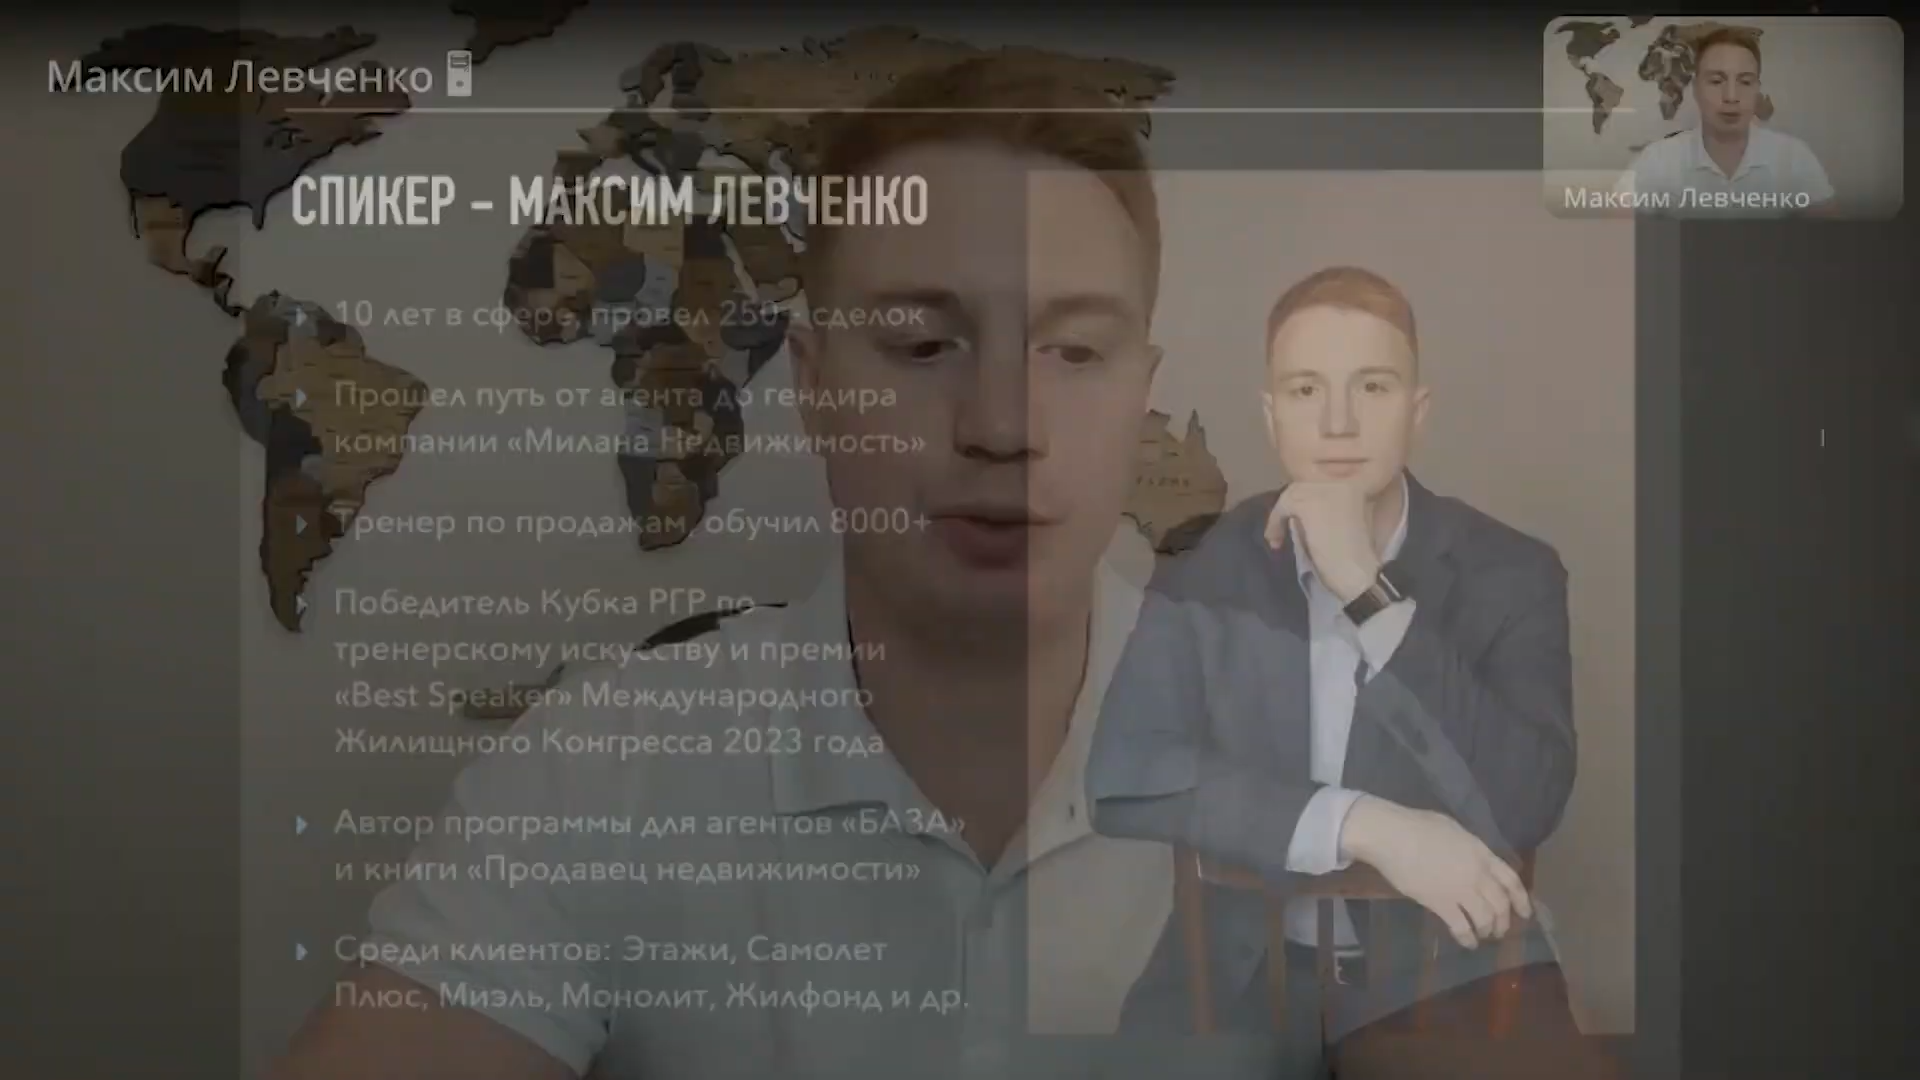 Максим Левченко
Максим Левченко
СПИКЕР – МАКСИМ ЛЕВЧЕНКО
10 лет в сфере, провел 250+ сделок
Прошел путь от агента до гендира
компании «Милана Недвижимость»
Тренер по продажам, обучил 8000+
Победитель Кубка РГР по
тренерскому искусству и премии
«Best Speaker» Международного
Жилищного Конгресса 2023 года
Автор программы для агентов «БАЗА»
и книги «Продавец недвижимости»
Среди клиентов: Этажи, Самолет
Плюс, Миэль, Монолит, Жилфонд и др.